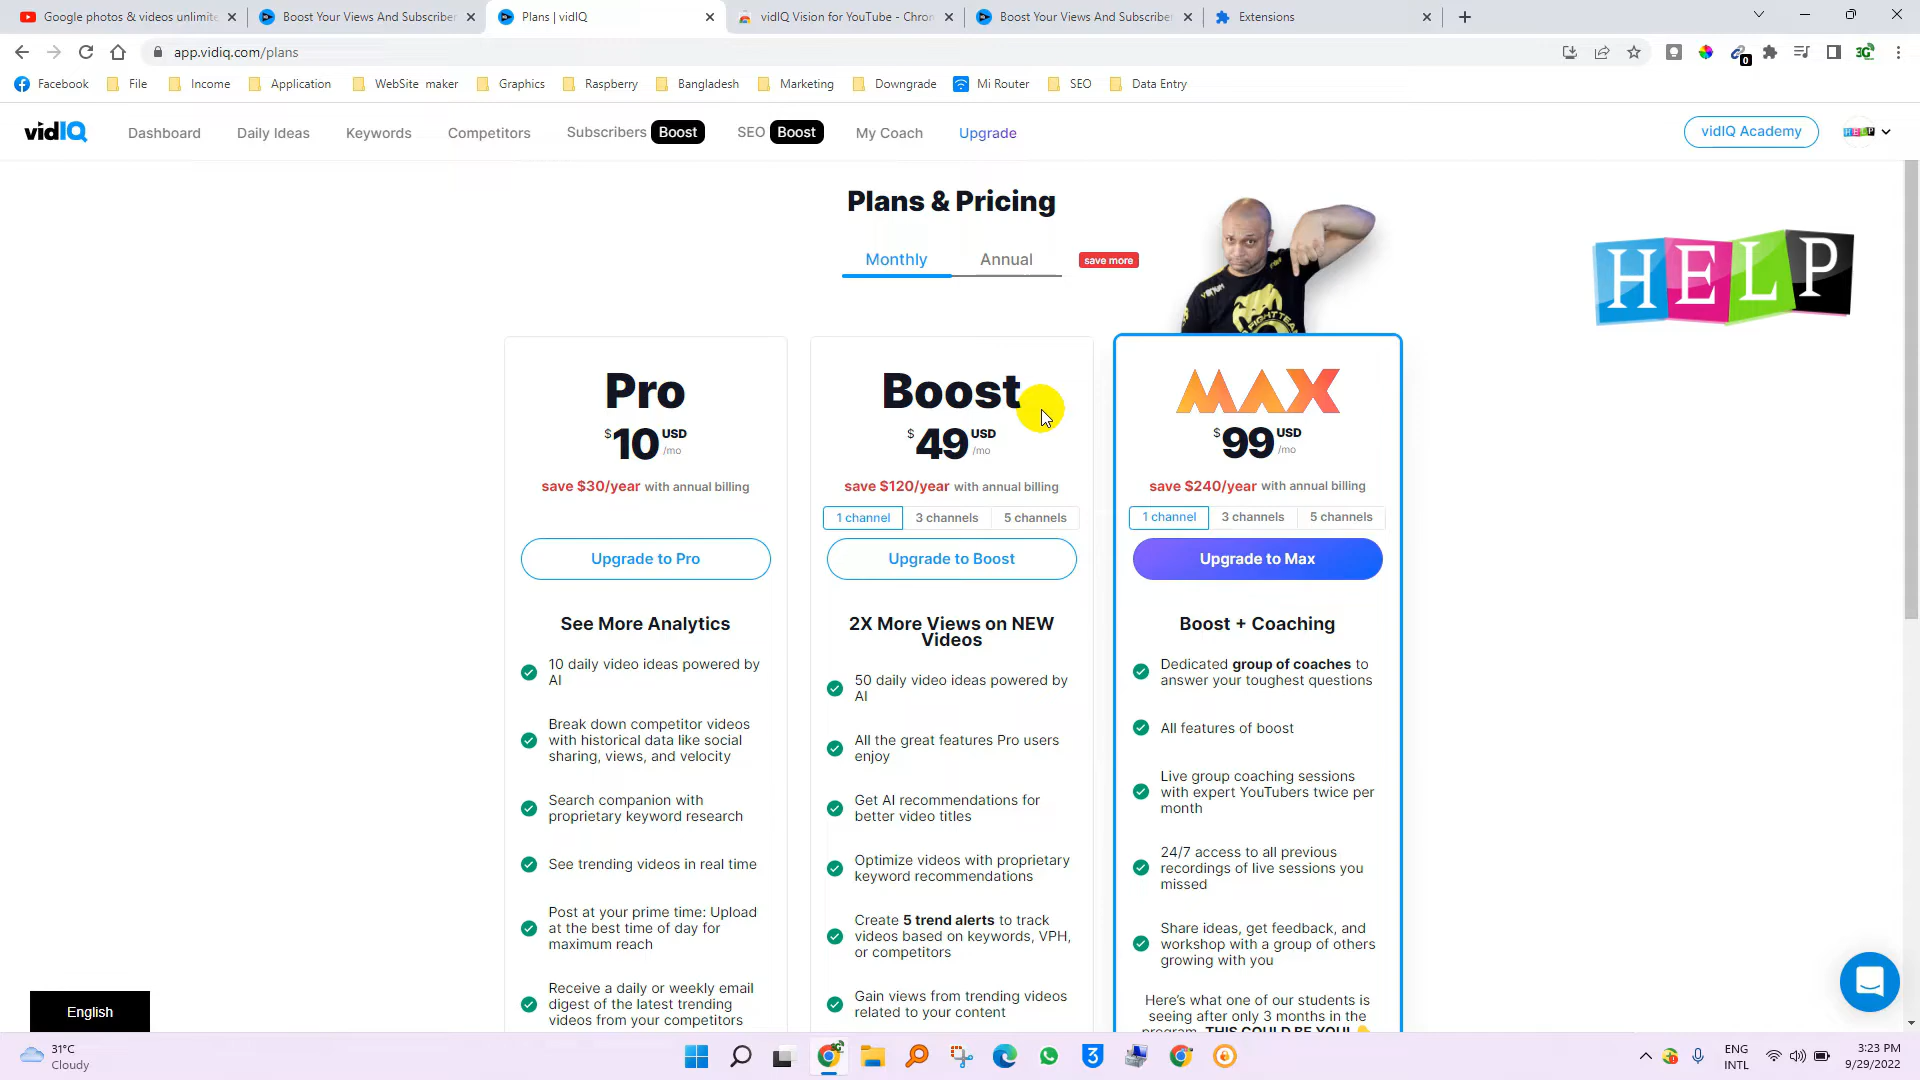 Google photos & videos unlimite
Boost Your Views And Subscriber
Plans | vidIQ
vidIQ Vision for YouTube - Chron
Boost Your Views And Subscriber
Extensions
app.vidiq.com/plans
0
3G
Facebook
File
Income
Application
WebSite maker
Graphics
Raspberry
Bangladesh
Marketing
Downgrade
Mi Router
SEO
Data Entry
vidIQ
Dashboard
Daily Ideas
Keywords
Competitors
Subscribers Boost
SEO Boost
My Coach
Upgrade
vidIQ Academy
HELP
Plans & Pricing
Monthly
Annual
save more
HELP
Pro
$10 USD /mo
save $30/year with annual billing
Upgrade to Pro
See More Analytics
10 daily video ideas powered by
AI
Break down competitor videos
with historical data like social
sharing, views, and velocity
Search companion with
proprietary keyword research
See trending videos in real time
Post at your prime time: Upload
at the best time of day for
maximum reach
Receive a daily or weekly email
digest of the latest trending
videos from your competitors
Boost
$49 USD /mo
save $120/year with annual billing
1 channel
3 channels
5 channels
Upgrade to Boost
2X More Views on NEW
Videos
50 daily video ideas powered by
AI
All the great features Pro users
enjoy
Get AI recommendations for
better video titles
Optimize videos with proprietary
keyword recommendations
Create 5 trend alerts to track
videos based on keywords, VPH,
or competitors
Gain views from trending videos
related to your content
MAX
$99 USD /mo
save $240/year with annual billing
1 channel
3 channels
5 channels
Upgrade to Max
Boost + Coaching
Dedicated group of coaches to
answer your toughest questions
All features of boost
Live group coaching sessions
with expert YouTubers twice per
month
24/7 access to all previous
recordings of live sessions you
missed
Share ideas, get feedback, and
workshop with a group of others
growing with you
Here's what one of our students is
seeing after only 3 months in the
program. THIS COULD BE YOU!
English
31°C
Cloudy
ENG
INTL
3:23 PM
9/29/2022